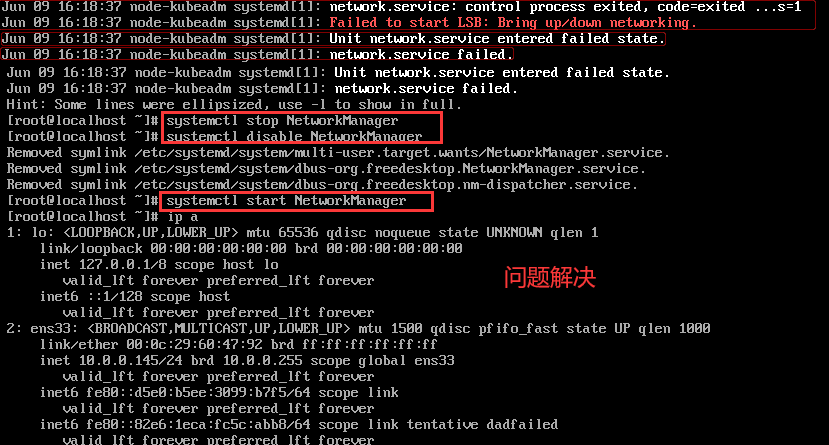 Jun 09 16:18:37 node-kubeadm systemd[1]: network.service: control process exited, code=exited ...s=1
Jun 09 16:18:37 node-kubeadm systemd[1]: Failed to start LSB: Bring up/down networking.
Jun 09 16:18:37 node-kubeadm systemd[1]: Unit network.service entered failed state.
Jun 09 16:18:37 node-kubeadm systemd[1]: network.service failed.
Jun 09 16:18:37 node-kubeadm systemd[1]: Unit network.service entered failed state.
Jun 09 16:18:37 node-kubeadm systemd[1]: network.service failed.
Hint: Some lines were ellipsized, use -l to show in full.
[root@localhost ~]# systemctl stop NetworkManager
[root@localhost ~]# systemctl disable NetworkManager
Removed symlink /etc/systemd/system/multi-user.target.wants/NetworkManager.service.
Removed symlink /etc/systemd/system/dbus-org.freedesktop.NetworkManager.service.
Removed symlink /etc/systemd/system/dbus-org.freedesktop.nm-dispatcher.service.
[root@localhost ~]# systemctl start NetworkManager
[root@localhost ~]# ip a
1: lo: <LOOPBACK,UP,LOWER_UP> mtu 65536 qdisc noqueue state UNKNOWN qlen 1
link/loopback 00:00:00:00:00:00 brd 00:00:00:00:00:00
inet 127.0.0.1/8 scope host lo
valid_lft forever preferred_lft forever
inet6 ::1/128 scope host
valid_lft forever preferred_lft forever
问题解决
2: ens33: <BROADCAST,MULTICAST,UP,LOWER_UP> mtu 1500 qdisc pfifo_fast state UP qlen 1000
link/ether 00:0c:29:60:47:92 brd ff:ff:ff:ff:ff:ff
inet 10.0.0.145/24 brd 10.0.0.255 scope global ens33
valid_lft forever preferred_lft forever
inet6 fe80::d5e0:b5ee:3099:b7f5/64 scope link
valid_lft forever preferred_lft forever
inet6 fe80::82e6:1eca:fc5c:abb8/64 scope link tentative dadfailed
valid_lft forever preferred_lft forever